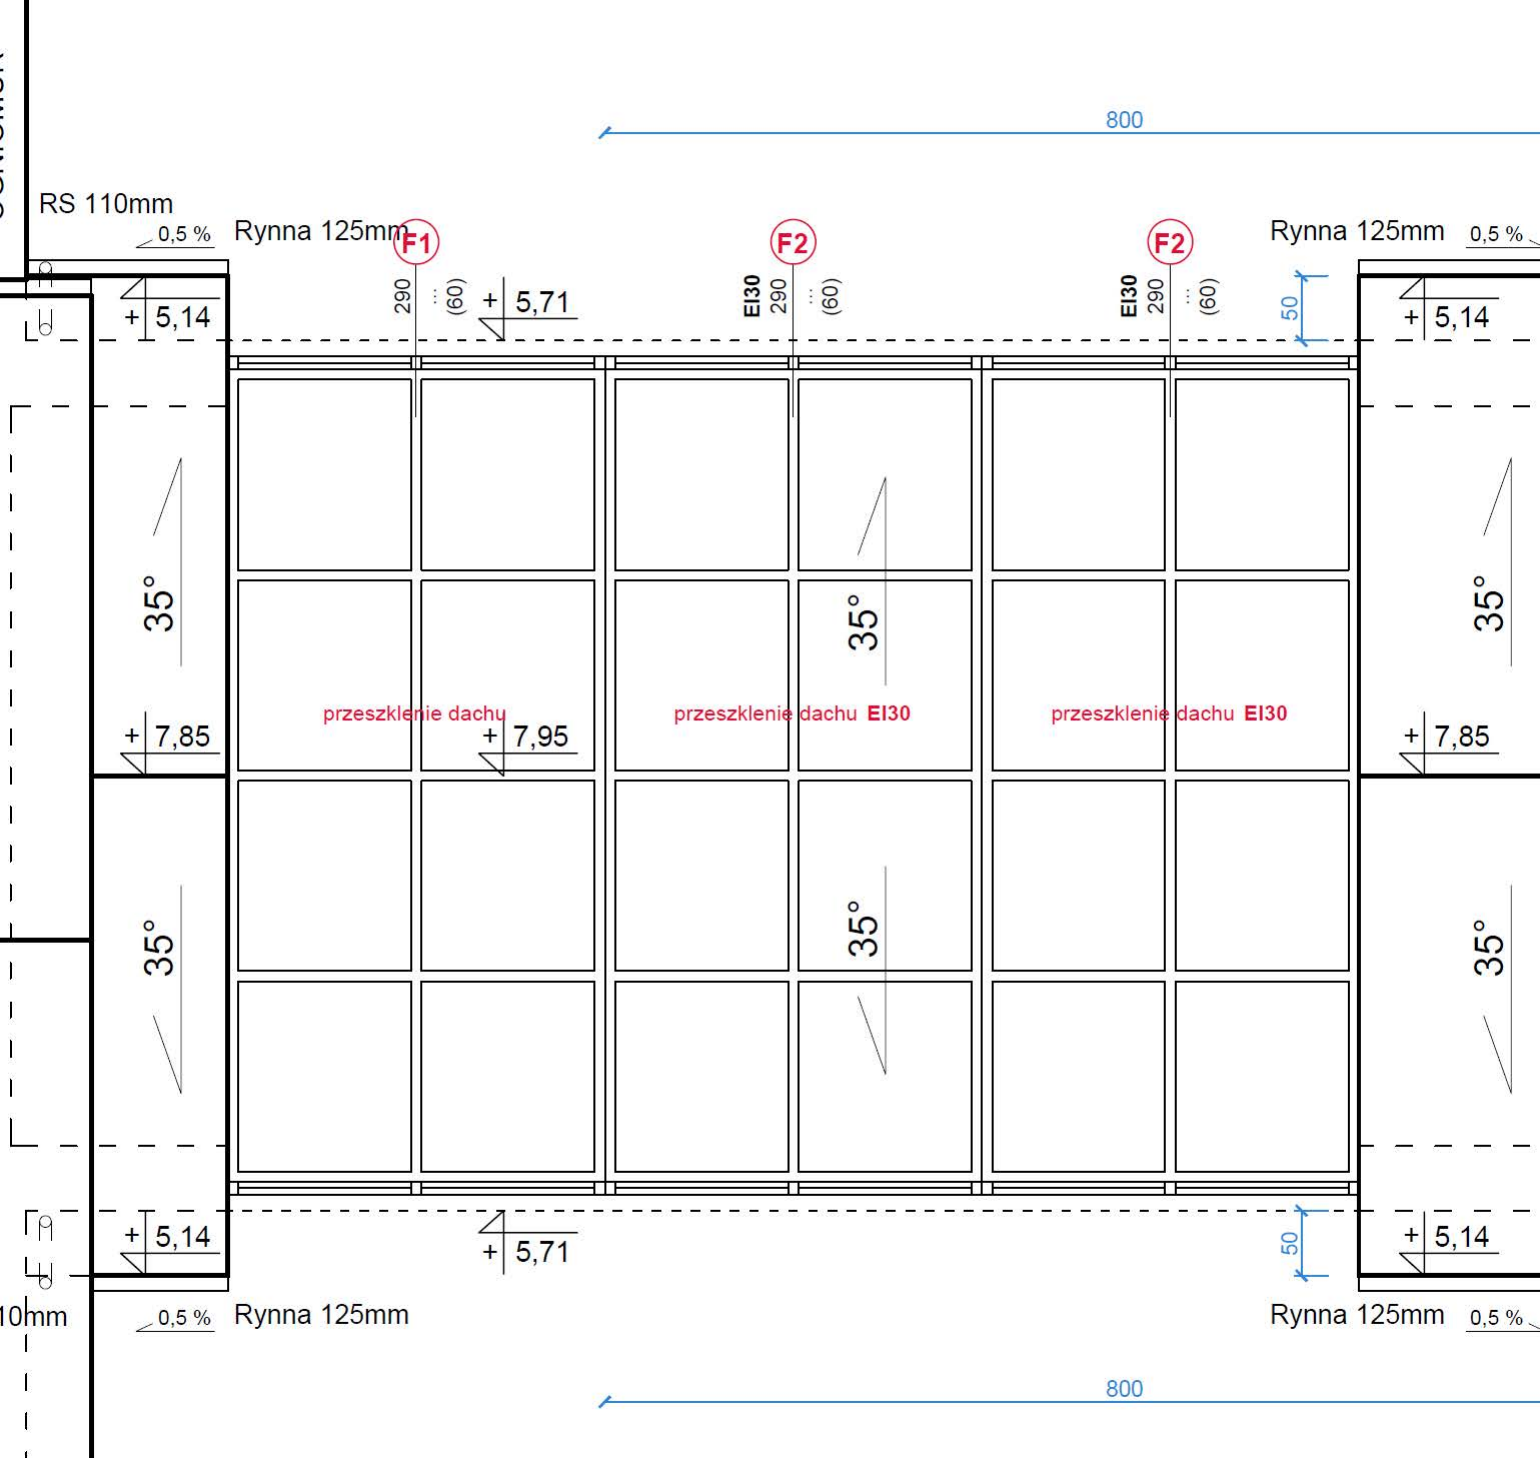 800
OGNIOMUR
RS 110mm
0,5 %
Rynna 125mm
F1
F2
F2
Rynna 125mm
0,5 %
290
...
(60)
+ 5,71
EI30
290
...
(60)
EI30
290
...
(60)
50
+ 5,14
+ 5,14
35°
35°
35°
przeszklenie dachu
przeszklenie dachu EI30
przeszklenie dachu EI30
+ 7,85
+ 7,95
+ 7,85
35°
35°
35°
+ 5,14
+ 5,71
50
+ 5,14
10mm
0,5 %
Rynna 125mm
Rynna 125mm
0,5 %
800